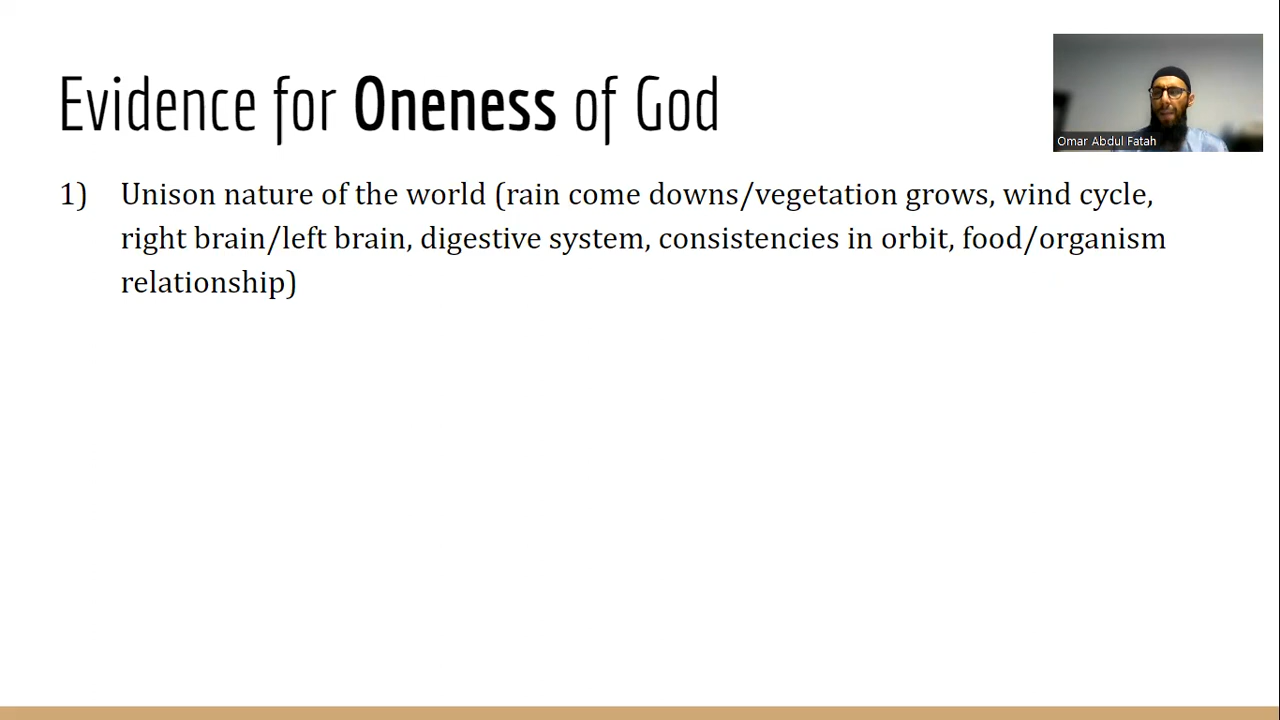 Evidence for Oneness of God
Omar Abdul Fatah
1) Unison nature of the world (rain come downs/vegetation grows, wind cycle,
right brain/left brain, digestive system, consistencies in orbit, food/organism
relationship)